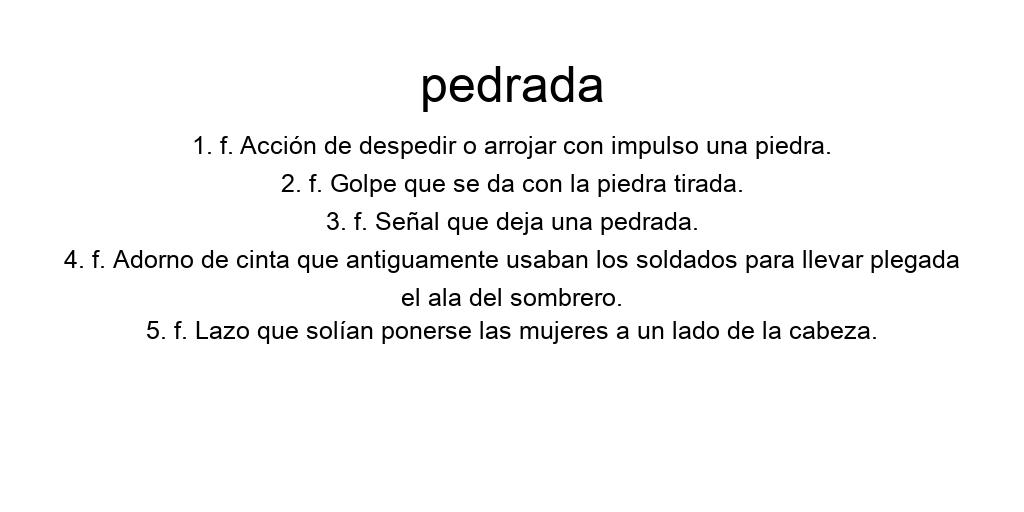 pedrada
1. f. Acción de despedir o arrojar con impulso una piedra.
2. f. Golpe que se da con la piedra tirada.
3. f. Señal que deja una pedrada.
4. f. Adorno de cinta que antiguamente usaban los soldados para llevar plegada
el ala del sombrero.
5. f. Lazo que solían ponerse las mujeres a un lado de la cabeza.